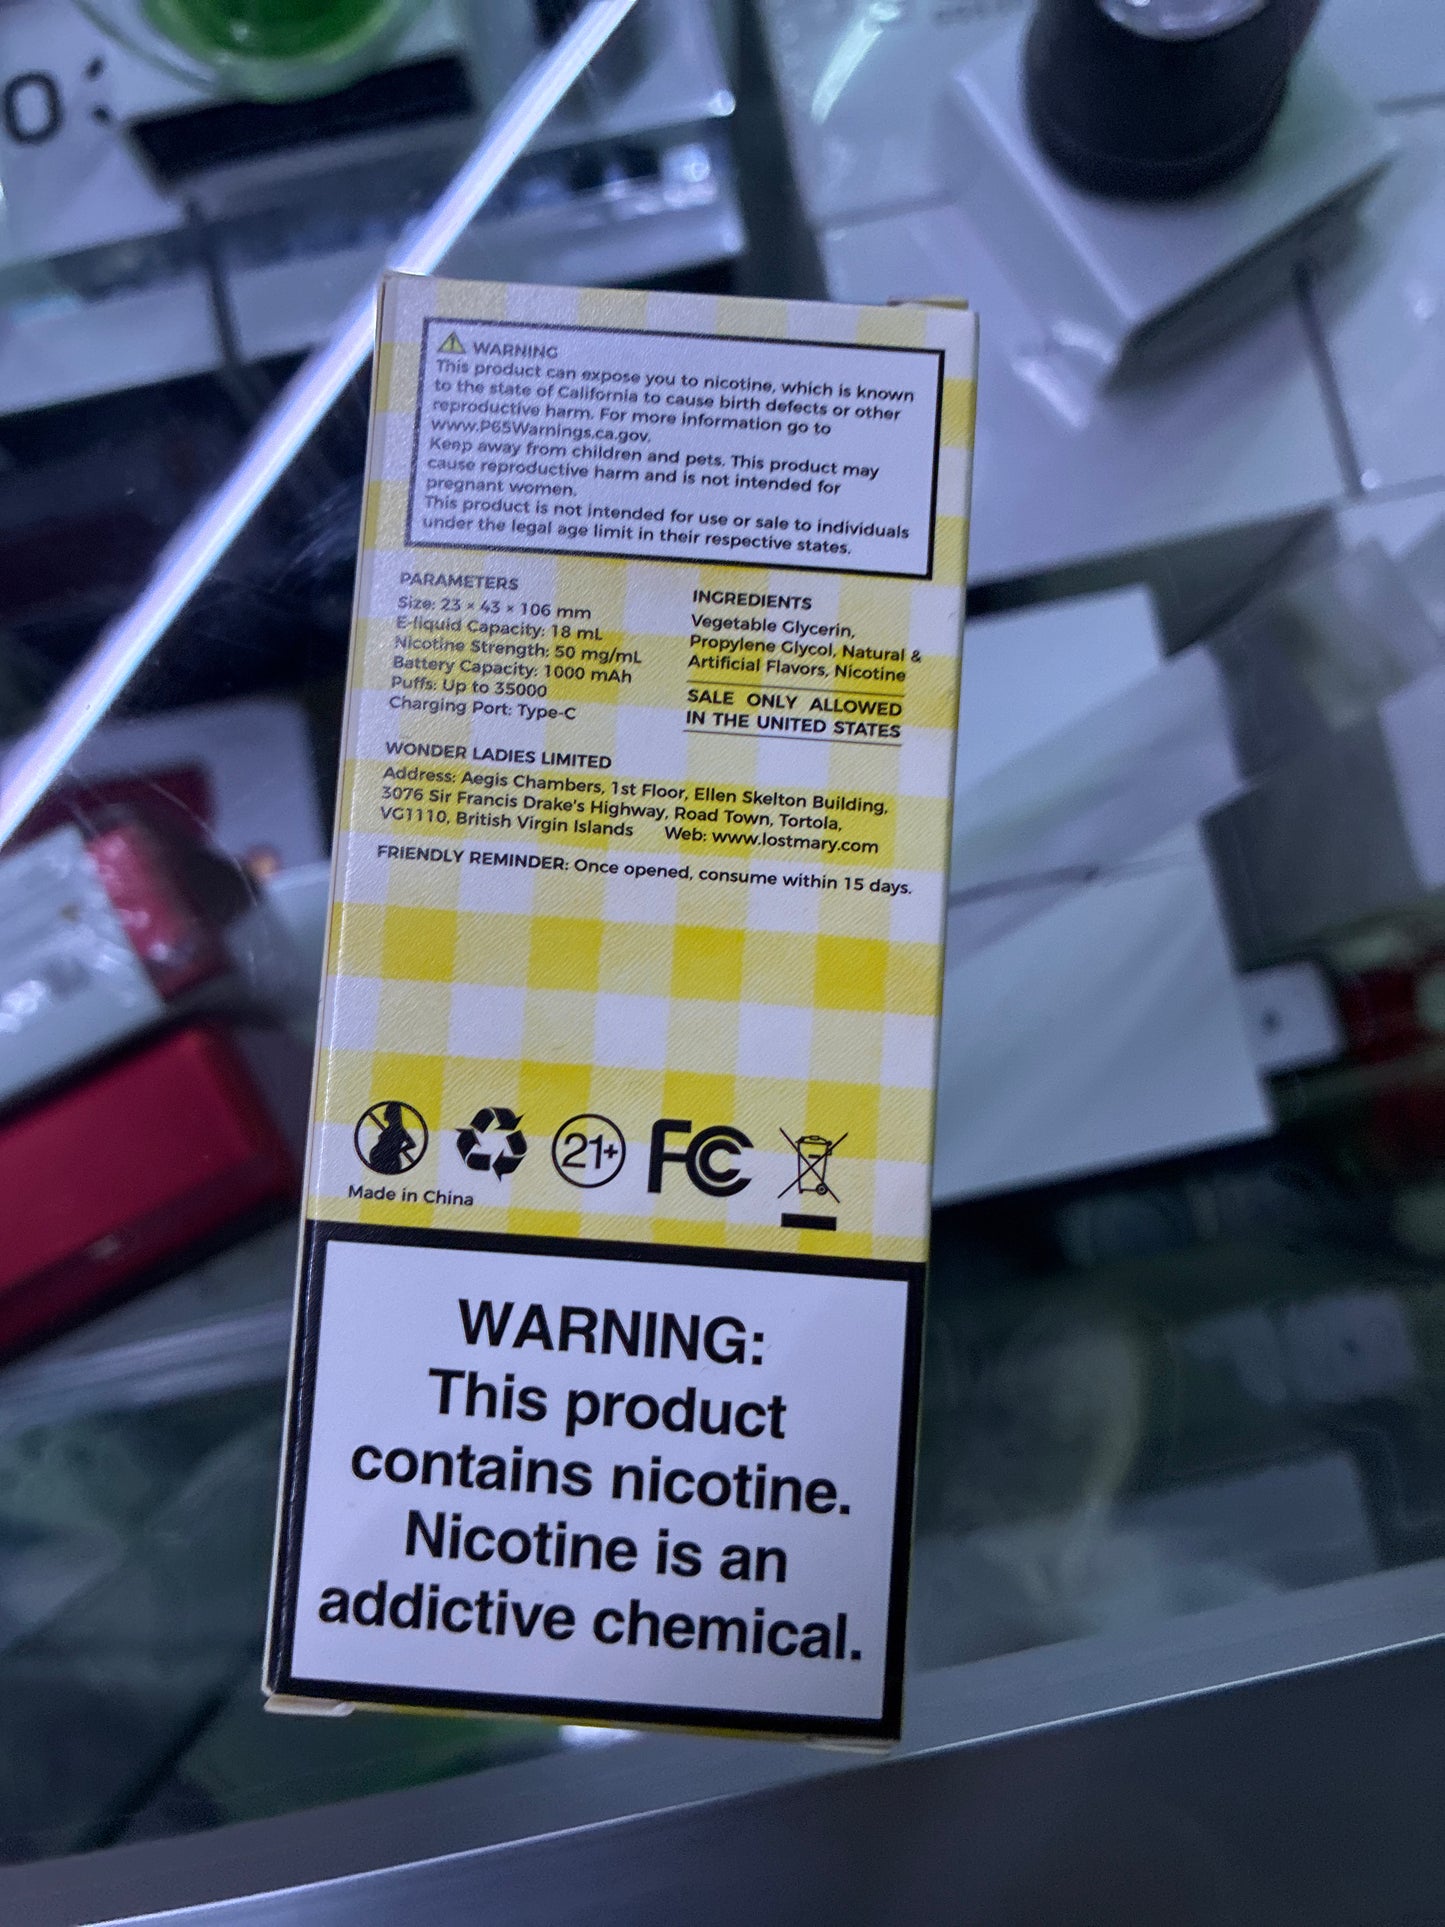 WARNING
This product can expose you to nicotine, which is known
to the state of California to cause birth defects or other
reproductive harm. For more information go to
www.P65Warnings.ca.gov.
Keep away from children and pets. This product may
cause reproductive harm and is not intended for
pregnant women.
This product is not intended for use or sale to individuals
under the legal age limit in their respective states.
PARAMETERS
Size: 23 × 43 × 106 mm
E-liquid Capacity: 18 mL
Nicotine Strength: 50 mg/mL
Battery Capacity: 1000 mAh
Puffs: Up to 35000
Charging Port: Type-C
INGREDIENTS
Vegetable Glycerin,
Propylene Glycol, Natural &
Artificial Flavors, Nicotine
SALE ONLY ALLOWED
IN THE UNITED STATES
WONDER LADIES LIMITED
Address: Aegis Chambers, 1st Floor, Ellen Skelton Building,
3076 Sir Francis Drake's Highway, Road Town, Tortola,
VG1110, British Virgin Islands Web: www.lostmary.com
FRIENDLY REMINDER: Once opened, consume within 15 days.
21+
FC
Made in China
WARNING:
This product
contains nicotine.
Nicotine is an
addictive chemical.